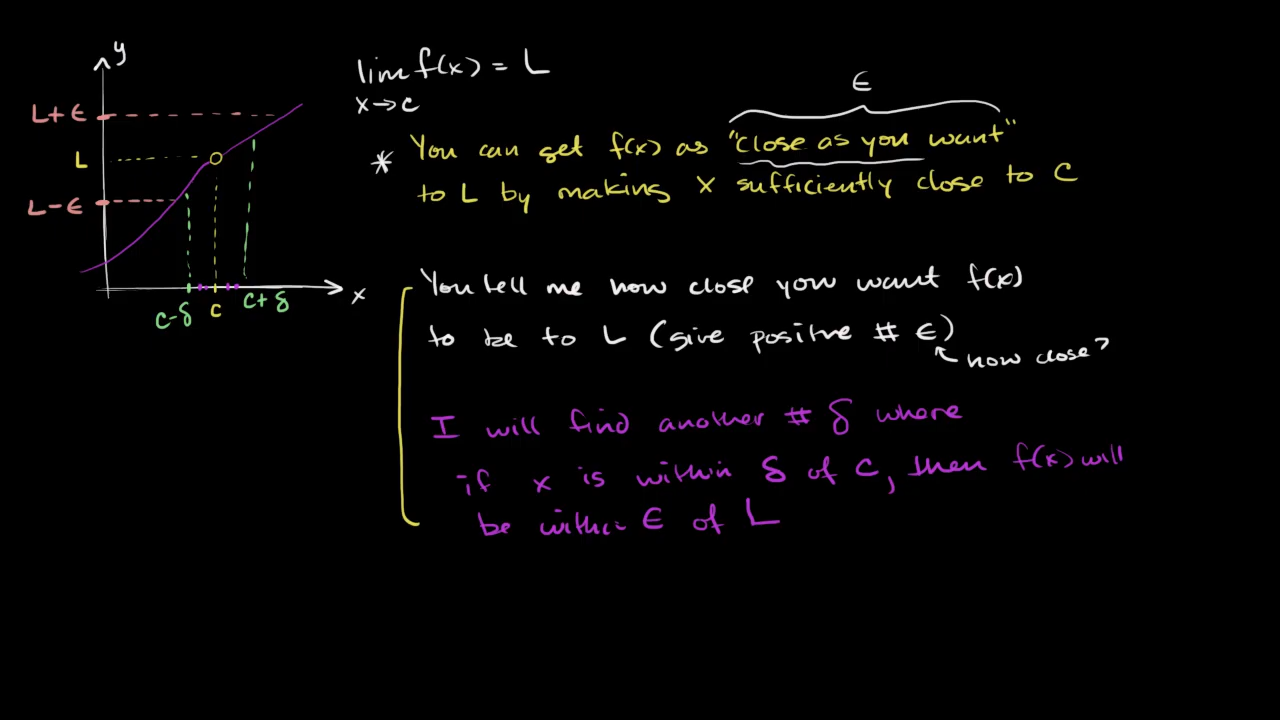 y
L+ϵ
L
L-ϵ
c-δ
c
c+δ
x
lim f(x) = L
x→c
ϵ
* You can get f(x) as "close as you want"
to L by making x sufficiently close to C
You tell me how close you want f(x)
to be to L (give positive # ϵ)
how close?
I will find another # δ where
if x is within δ of C, then f(x) will
be within ϵ of L